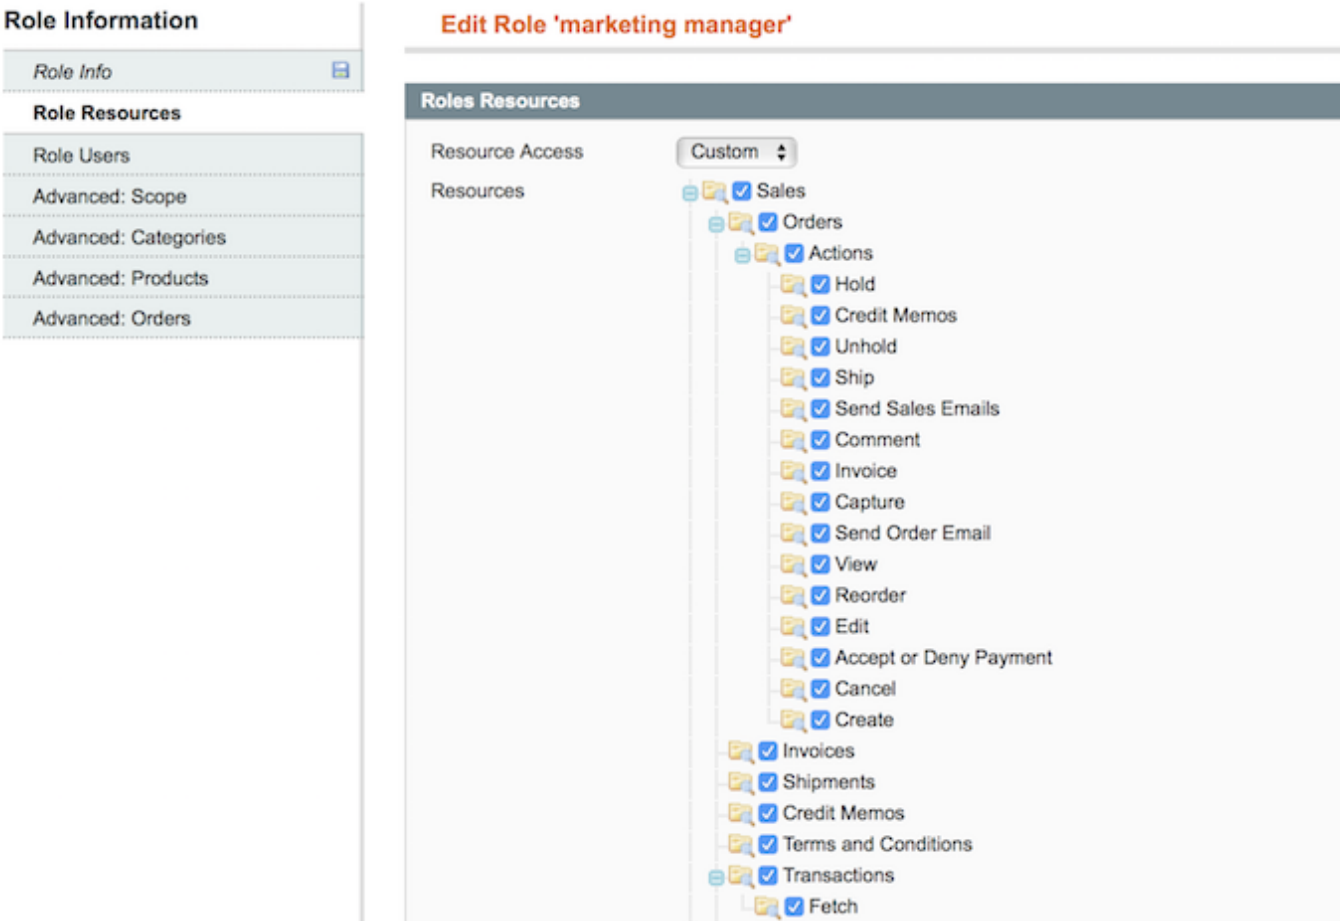 Role Information
Role Info
Role Resources
Role Users
Advanced: Scope
Advanced: Categories
Advanced: Products
Advanced: Orders
Edit Role 'marketing manager'
Roles Resources
Resource Access Custom
Resources Sales
Orders
Actions
Hold
Credit Memos
Unhold
Ship
Send Sales Emails
Comment
Invoice
Capture
Send Order Email
View
Reorder
Edit
Accept or Deny Payment
Cancel
Create
Invoices
Shipments
Credit Memos
Terms and Conditions
Transactions
Fetch